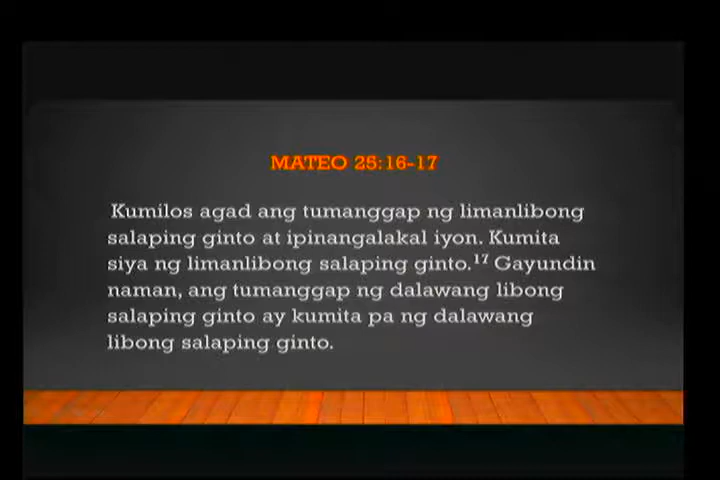 MATEO 25:16-17
Kumilos agad ang tumanggap ng limanlibong
salaping ginto at ipinangalakal iyon. Kumita
siya ng limanlibong salaping ginto.¹⁷ Gayundin
naman, ang tumanggap ng dalawang libong
salaping ginto ay kumita pa ng dalawang
libong salaping ginto.